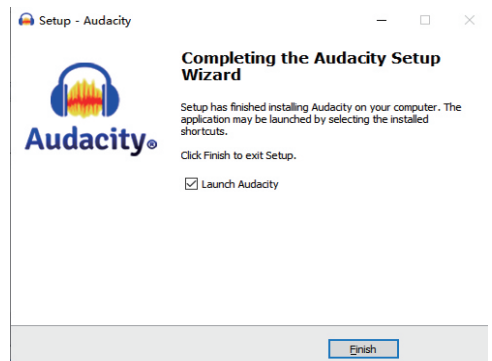 Setup - Audacity
Completing the Audacity Setup
Wizard
Setup has finished installing Audacity on your computer. The
application may be launched by selecting the installed
shortcuts.
Click Finish to exit Setup.
Launch Audacity
Audacity®
Finish